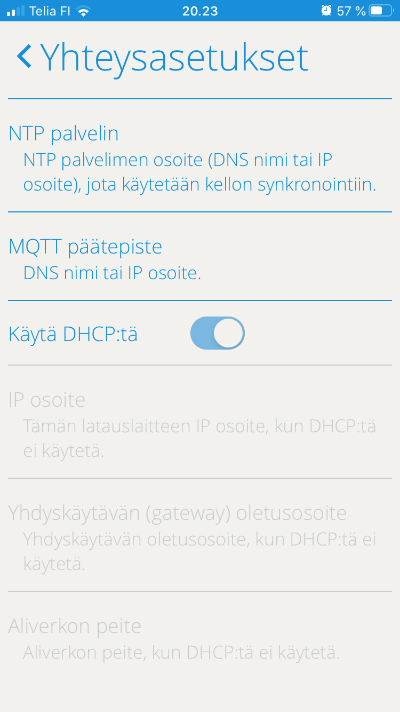 Telia FI 20.23 57 %
Yhteysasetukset
NTP palvelin
NTP palvelimen osoite (DNS nimi tai IP
osoite), jota käytetään kellon synkronointiin.
MQTT päätepiste
DNS nimi tai IP osoite.
Käytä DHCP:tä
IP osoite
Tämän latauslaitteen IP osoite, kun DHCP:tä
ei käytetä.
Yhdyskäytävän (gateway) oletusosoite
Yhdyskäytävän oletusosoite, kun DHCP:tä ei
käytetä.
Aliverkon peite
Aliverkon peite, kun DHCP:tä ei käytetä.